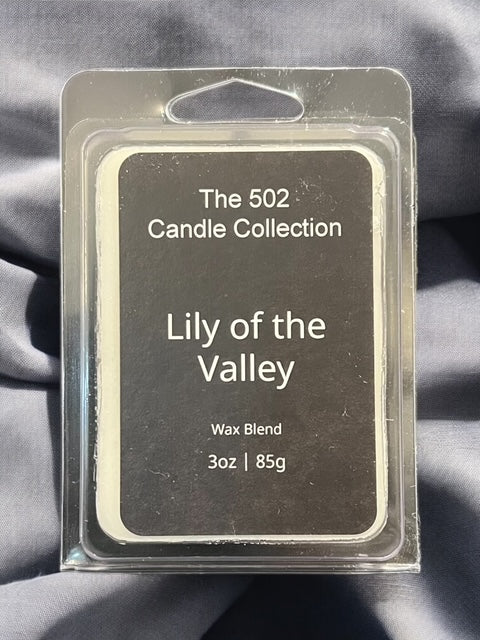 The 502
Candle Collection
Lily of the
Valley
Wax Blend
3oz | 85g